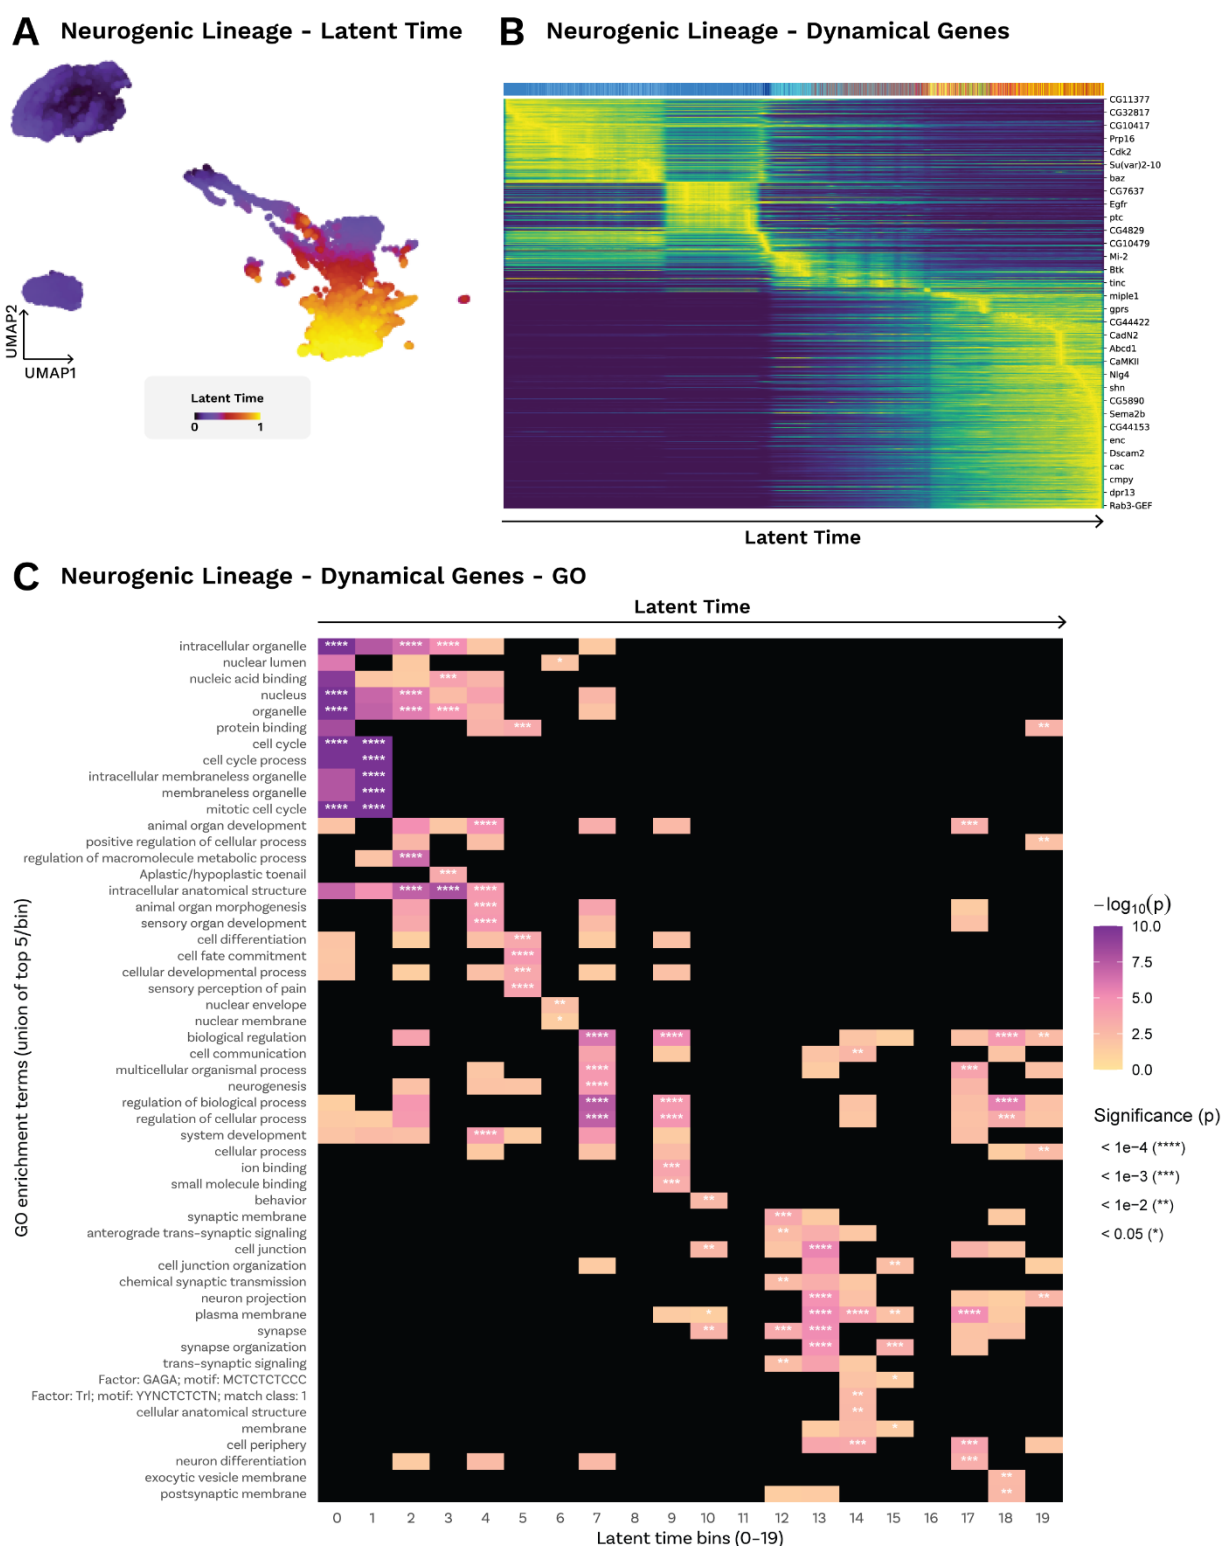 A Neurogenic Lineage - Latent Time
UMAP2
UMAP1
Latent Time
0 1
B Neurogenic Lineage - Dynamical Genes
CG11377
CG32817
CG10417
Prp16
Cdk2
Su(var)2-10
baz
CG7637
Egfr
ptc
CG4829
CG10479
Mi-2
Btk
tinc
miple1
gprs
CG44422
CadN2
Abcd1
CaMKII
Nlg4
shn
CG5890
Sema2b
CG44153
enc
Dscam2
cac
cmpy
dpr13
Rab3-GEF
Latent Time
C Neurogenic Lineage - Dynamical Genes - GO
Latent Time
GO enrichment terms (union of top 5/bin)
intracellular organelle **** **** ****
nuclear lumen *
nucleic acid binding ***
nucleus **** ****
organelle **** **** ****
protein binding *** **
cell cycle **** ****
cell cycle process ****
intracellular membraneless organelle ****
membraneless organelle ****
mitotic cell cycle **** ****
animal organ development **** ***
positive regulation of cellular process **
regulation of macromolecule metabolic process ****
Aplastic/hypoplastic toenail ***
intracellular anatomical structure **** **** ****
animal organ morphogenesis ****
sensory organ development ****
cell differentiation ***
cell fate commitment ****
cellular developmental process ***
sensory perception of pain ****
nuclear envelope **
nuclear membrane *
biological regulation **** **** **** **
cell communication **
multicellular organismal process **** ***
neurogenesis ****
regulation of biological process **** **** ****
regulation of cellular process **** **** ***
system development ****
cellular process **
ion binding ***
small molecule binding ***
behavior **
synaptic membrane ***
anterograde trans-synaptic signaling **
cell junction ** ****
cell junction organization **
chemical synaptic transmission **
neuron projection **** **
plasma membrane * **** **** ** ****
synapse ** *** ****
synapse organization **** ***
trans-synaptic signaling **
Factor: GAGA; motif: MCTCTCTCCC *
Factor: Trl; motif: YYNCTCTCTN; match class: 1 **
cellular anatomical structure **
membrane *
cell periphery *** ***
neuron differentiation ***
exocytic vesicle membrane **
postsynaptic membrane **
0 1 2 3 4 5 6 7 8 9 10 11 12 13 14 15 16 17 18 19
Latent time bins (0-19)
−log10(p)
10.0
7.5
5.0
2.5
0.0
Significance (p)
< 1e−4 (****)
< 1e−3 (***)
< 1e−2 (**)
< 0.05 (*)